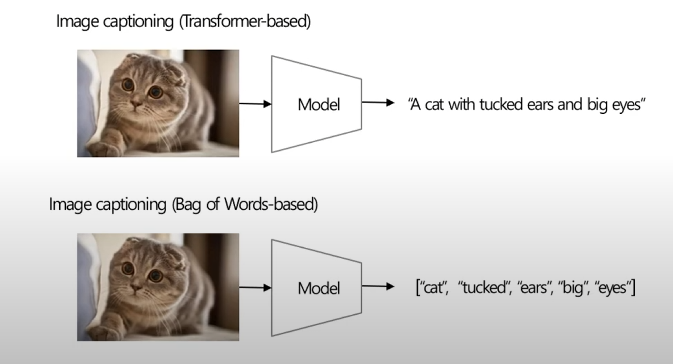 Image captioning (Transformer-based)
Model
"A cat with tucked ears and big eyes"
Image captioning (Bag of Words-based)
Model
["cat", "tucked", "ears", "big", "eyes"]